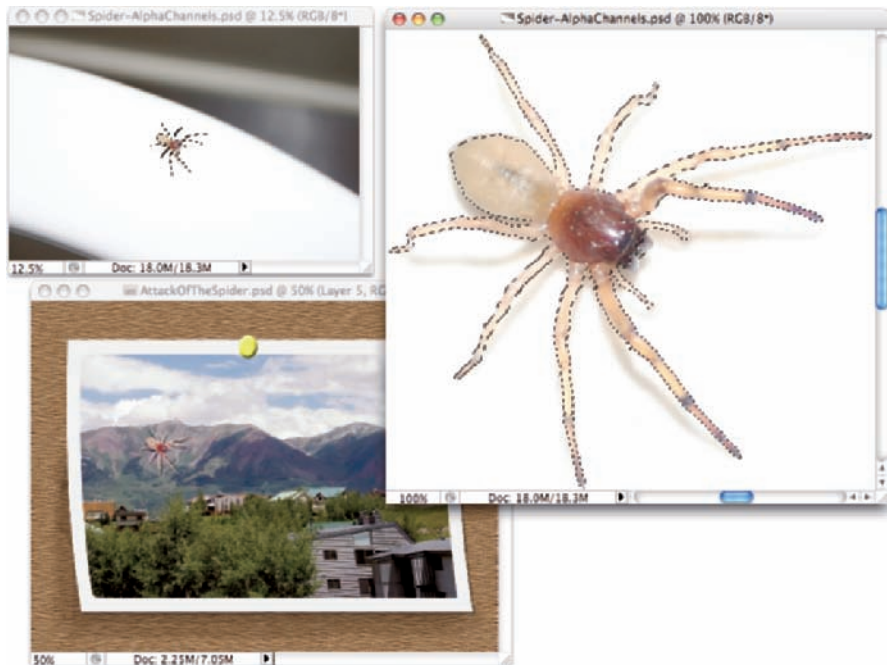 Spider-AlphaChannels.psd @ 12.5% (RGB/8*)
12.5%
Doc: 18.0M/18.3M
Spider-AlphaChannels.psd @ 100% (RGB/8*)
100%
Doc: 18.0M/18.3M
AttackOfTheSpider.psd @ 50% (Layer 5, RG
50%
Doc: 2.25M/7.05M